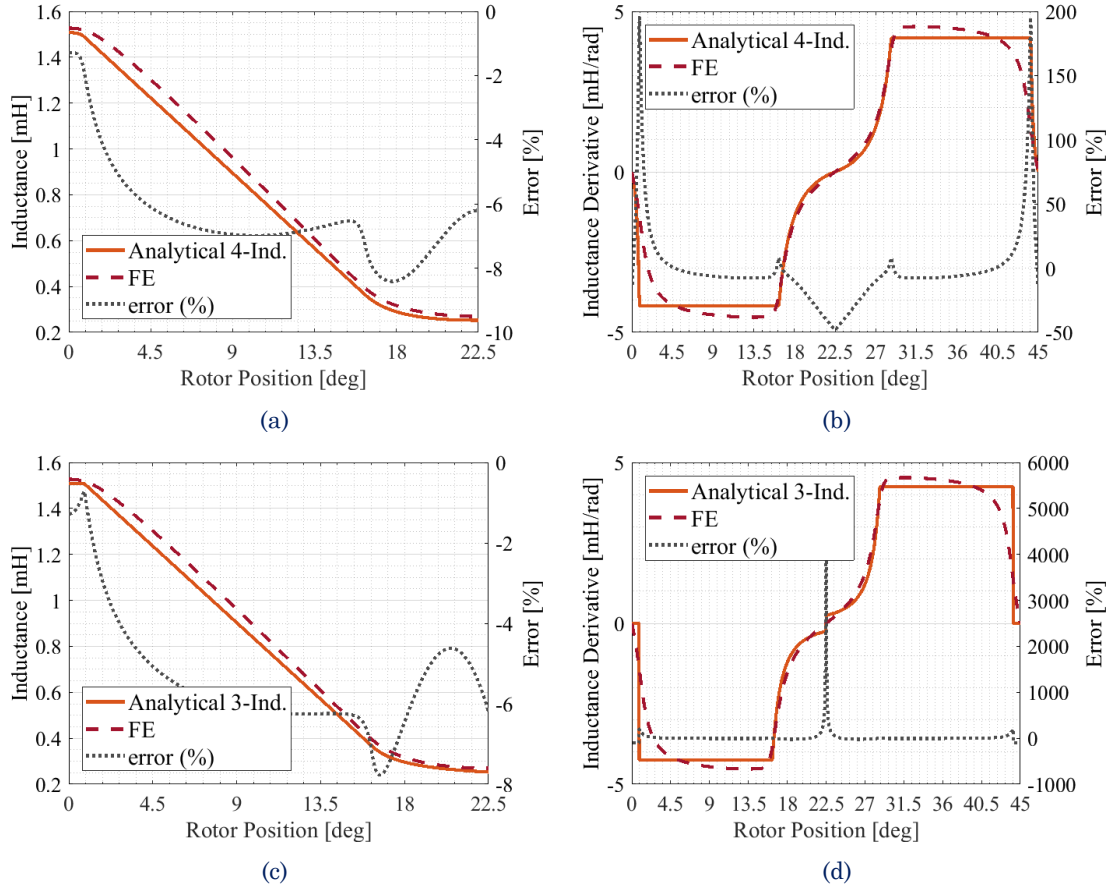 1.6
1.4
1.2
1
0.8
0.6
0.4
0.2
Inductance [mH]
0
-2
-4
-6
-8
-10
Error [%]
Analytical 4-Ind.
FE
error (%)
0 4.5 9 13.5 18 22.5
Rotor Position [deg]
(a)
5
0
-5
Inductance Derivative [mH/rad]
200
150
100
50
0
-50
Error [%]
Analytical 4-Ind.
FE
error (%)
0 4.5 9 13.5 18 22.5 27 31.5 36 40.5 45
Rotor Position [deg]
(b)
1.6
1.4
1.2
1
0.8
0.6
0.4
0.2
Inductance [mH]
0
-2
-4
-6
-8
Error [%]
Analytical 3-Ind.
FE
error (%)
0 4.5 9 13.5 18 22.5
Rotor Position [deg]
(c)
5
0
-5
Inductance Derivative [mH/rad]
6000
5000
4000
3000
2000
1000
0
-1000
Error [%]
Analytical 3-Ind.
FE
error (%)
0 4.5 9 13.5 18 22.5 27 31.5 36 40.5 45
Rotor Position [deg]
(d)